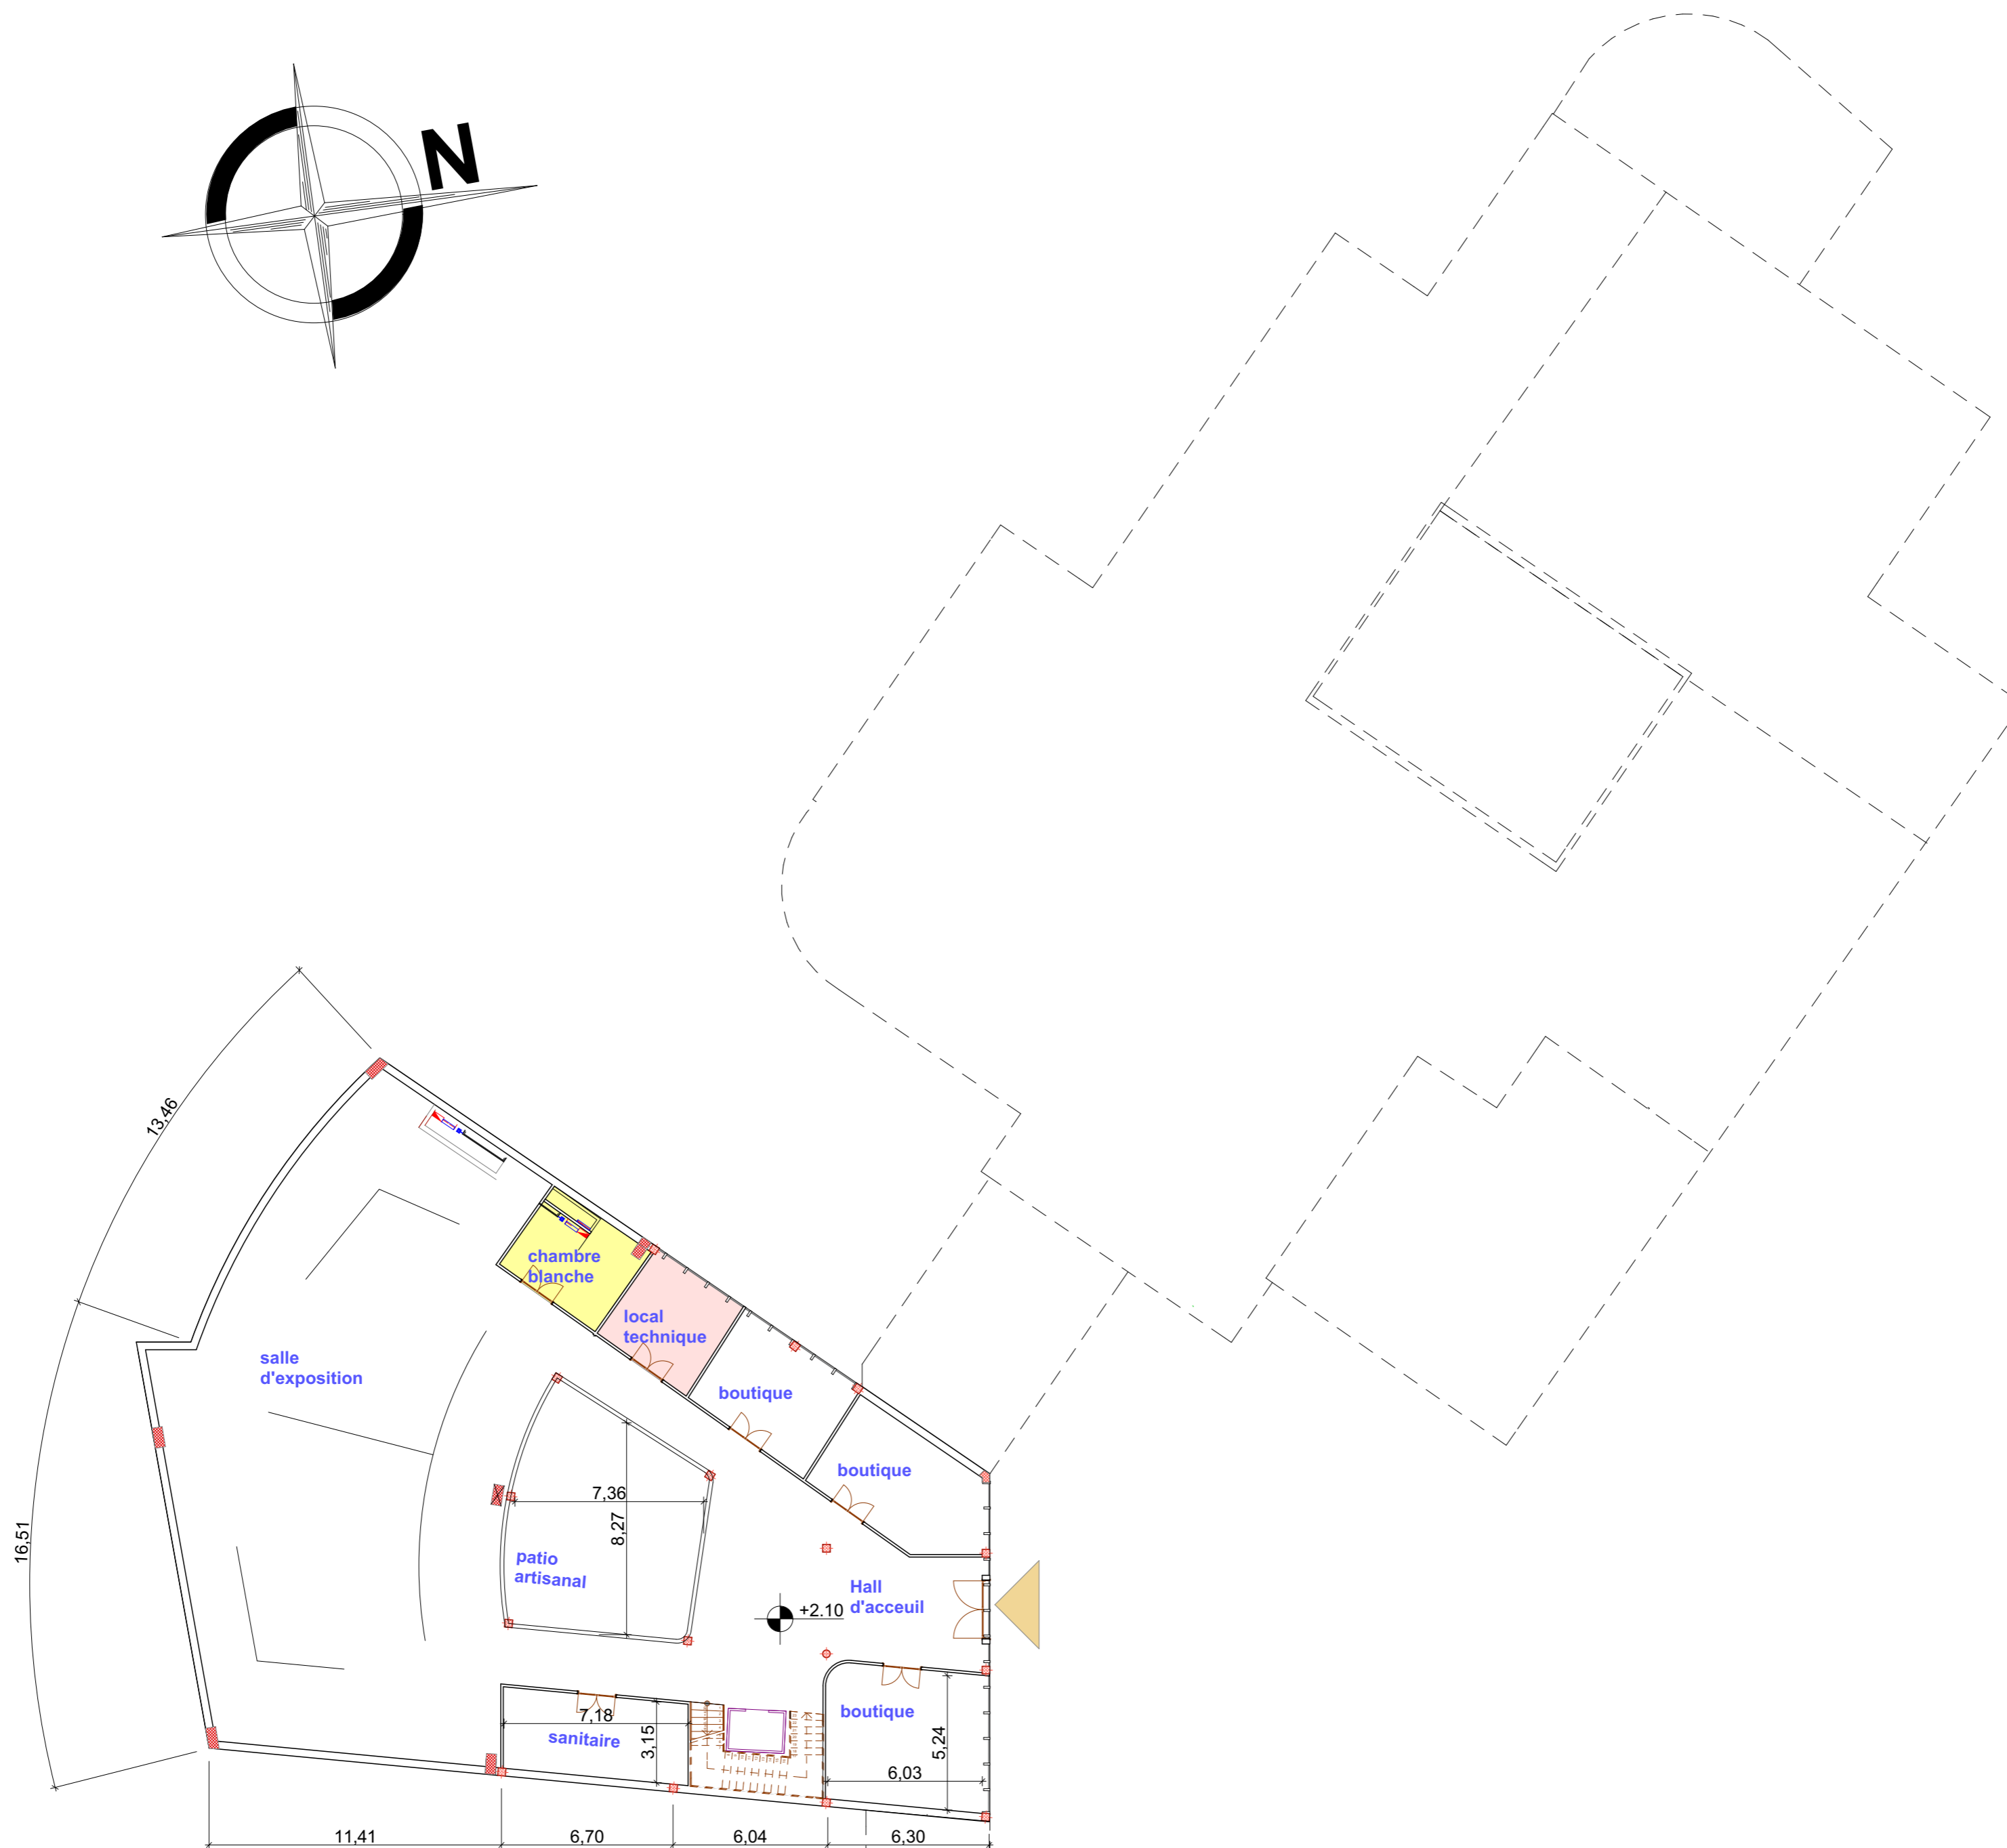 N
13,46
16,51
chambre
blanche
local
technique
salle
d'exposition
boutique
boutique
7,36
8,27
patio
artisanal
Hall
d'acceuil
+2.10
boutique
7,18
3,15
sanitaire
5,24
6,03
11,41
6,70
6,04
6,30